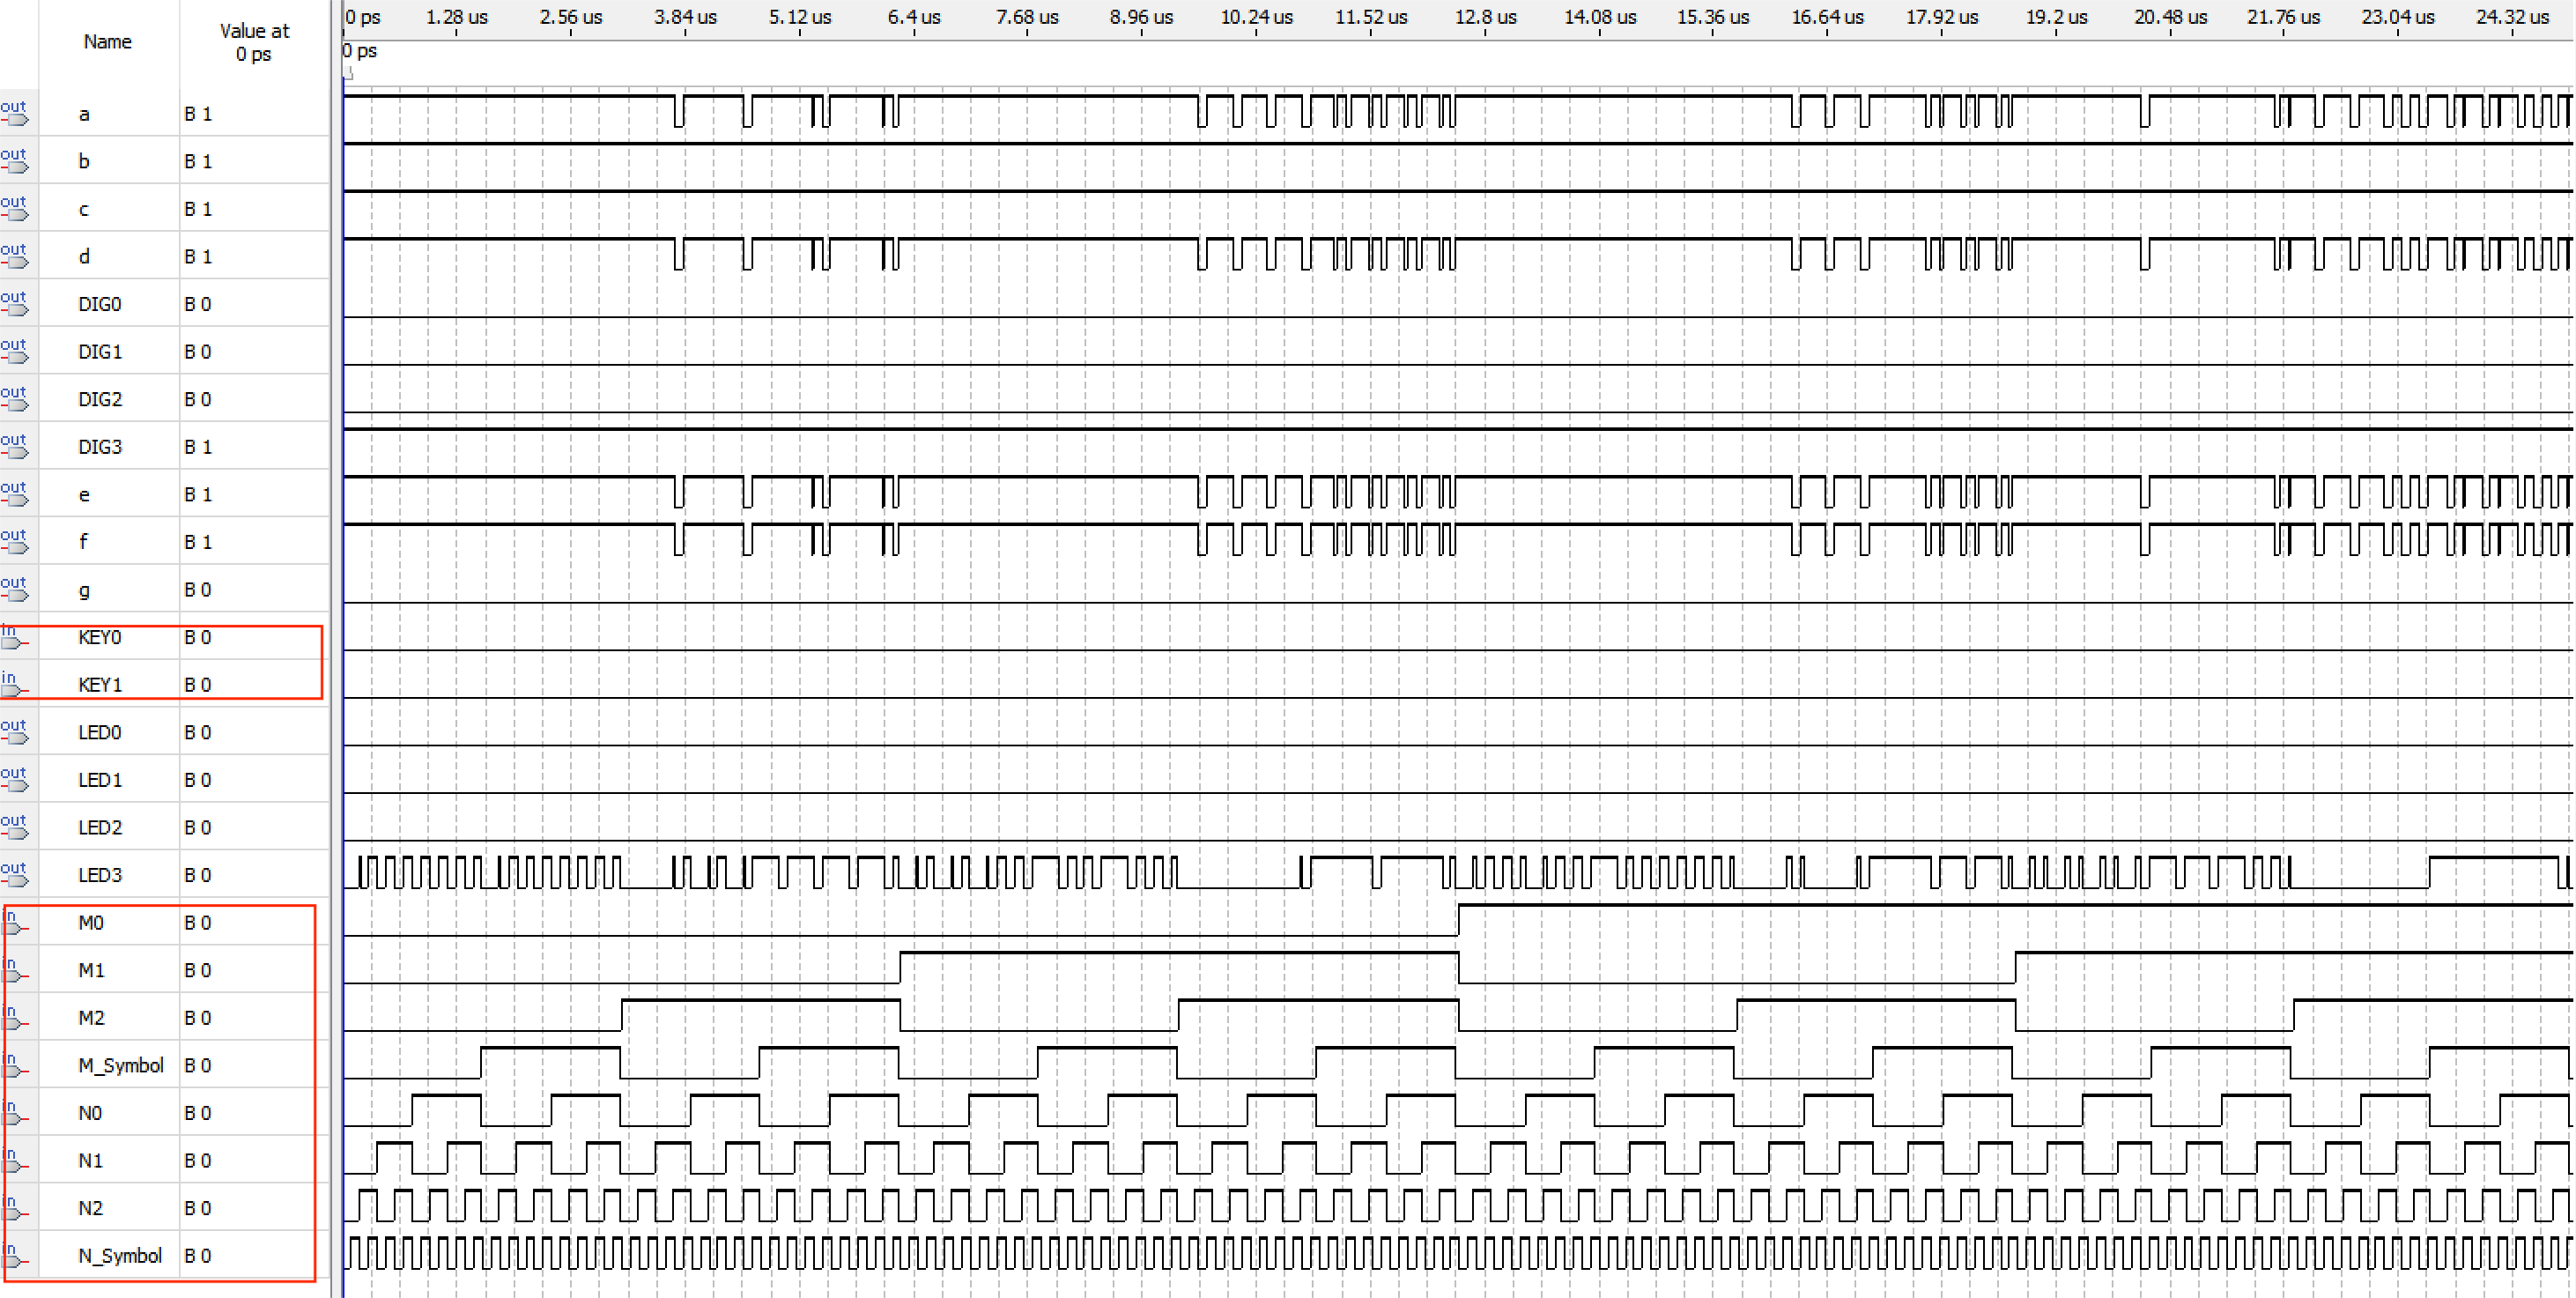 Name Value at 0 ps
0 ps 1.28 us 2.56 us 3.84 us 5.12 us 6.4 us 7.68 us 8.96 us 10.24 us 11.52 us 12.8 us 14.08 us 15.36 us 16.64 us 17.92 us 19.2 us 20.48 us 21.76 us 23.04 us 24.32 us
0 ps
out a B 1
out b B 1
out c B 1
out d B 1
out DIG0 B 0
out DIG1 B 0
out DIG2 B 0
out DIG3 B 1
out e B 1
out f B 1
out g B 0
in KEY0 B 0
in KEY1 B 0
out LED0 B 0
out LED1 B 0
out LED2 B 0
out LED3 B 0
in M0 B 0
in M1 B 0
in M2 B 0
in M_Symbol B 0
in N0 B 0
in N1 B 0
in N2 B 0
in N_Symbol B 0